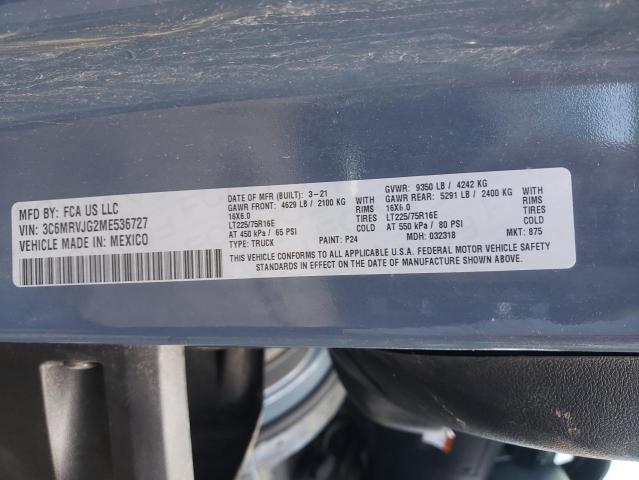 MFD BY: FCA US LLC
VIN: 3C6MRVJG2ME536727
VEHICLE MADE IN: MEXICO
DATE OF MFR (BUILT): 3-21
GAWR FRONT: 4629 LB / 2100 KG WITH
16X6.0 RIMS
LT225/75R16E TIRES
AT 450 kPa / 65 PSI COLD
TYPE: TRUCK PAINT: P24
GVWR: 9350 LB / 4242 KG
GAWR REAR: 5291 LB / 2400 KG WITH
16X6.0 RIMS
LT225/75R16E TIRES
AT 550 kPa / 80 PSI COLD
MDH: 032318 MKT: 875
THIS VEHICLE CONFORMS TO ALL APPLICABLE U.S.A. FEDERAL MOTOR VEHICLE SAFETY
STANDARDS IN EFFECT ON THE DATE OF MANUFACTURE SHOWN ABOVE.